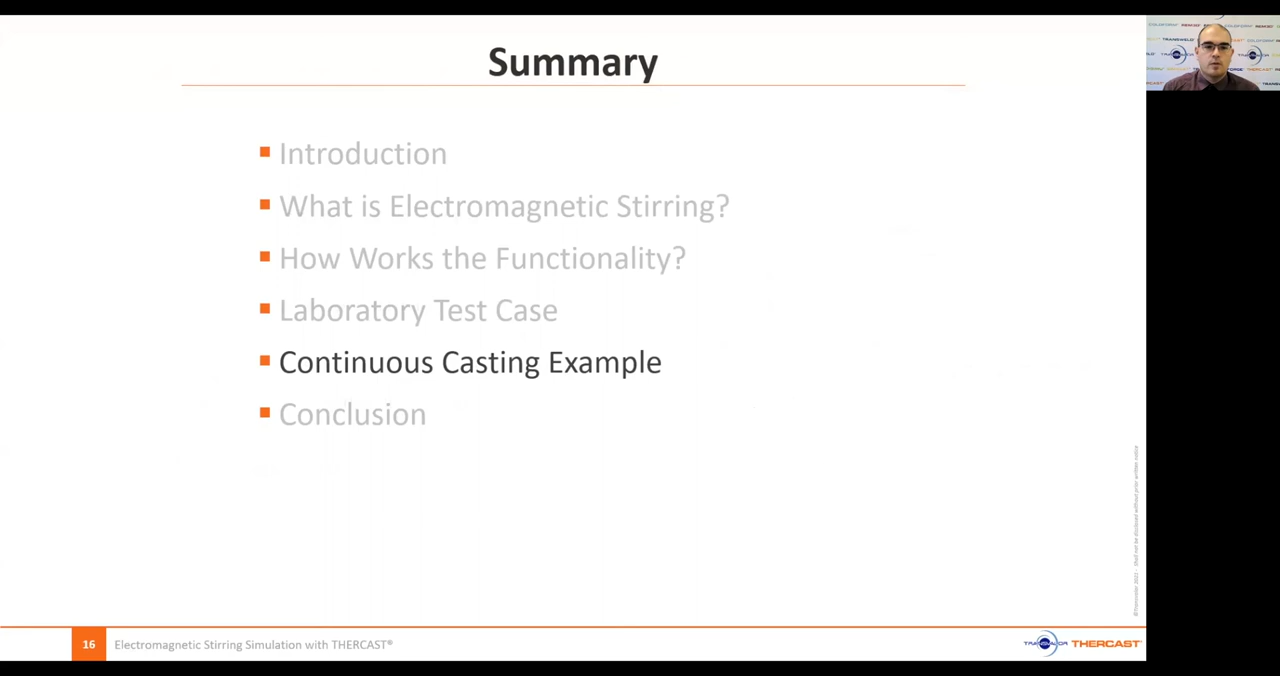 Summary
Introduction
What is Electromagnetic Stirring?
How Works the Functionality?
Laboratory Test Case
Continuous Casting Example
Conclusion
16
Electromagnetic Stirring Simulation with THERCAST®
TRANSVALOR THERCAST